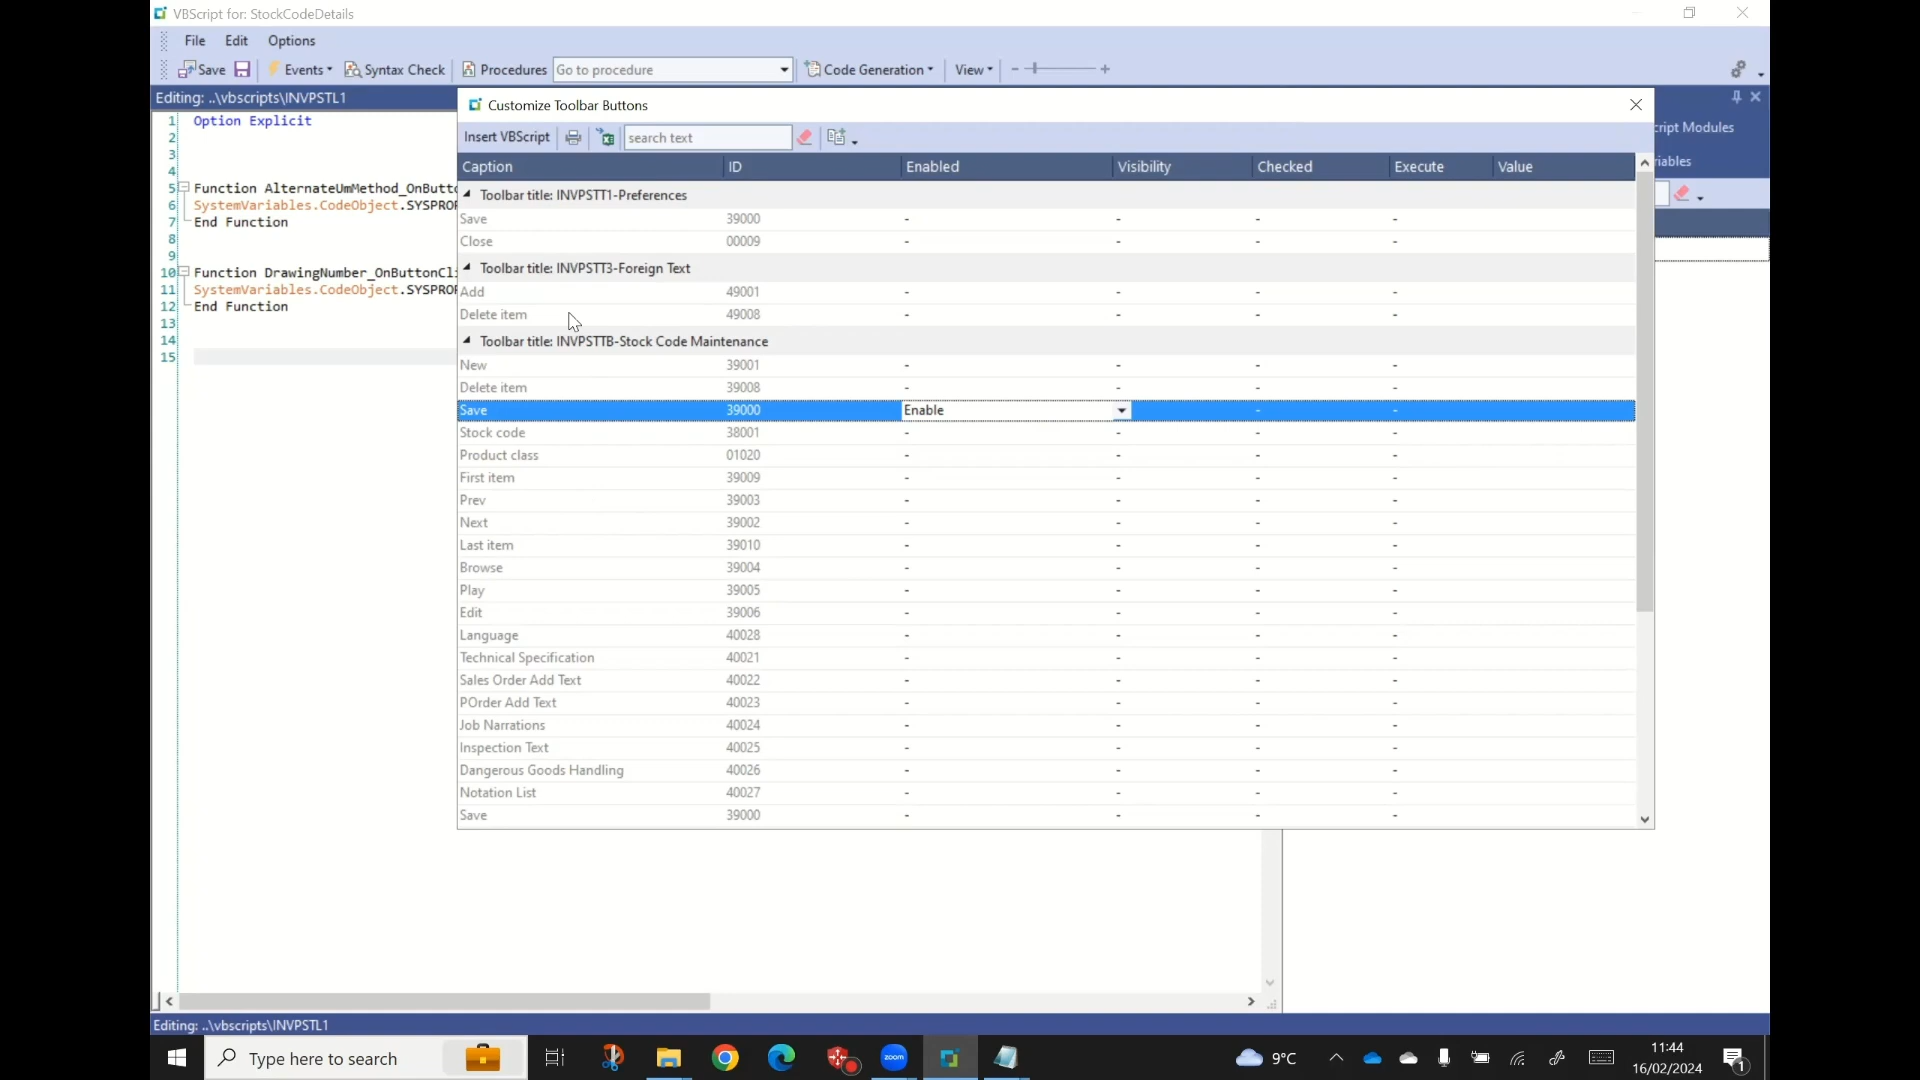 VBScript for: StockCodeDetails
File Edit Options
Save Events Syntax Check Procedures Go to procedure Code Generation View - +
Editing: ..\vbscripts\INVPSTL1
Customize Toolbar Buttons
Insert VBScript search text
Caption ID Enabled Visibility Checked Execute Value
Toolbar title: INVPSTT1-Preferences
Save 39000 - - - -
Close 00009 - - - -
Toolbar title: INVPSTT3-Foreign Text
Add 49001 - - - -
Delete item 49008 - - - -
Toolbar title: INVPSTTB-Stock Code Maintenance
New 39001 - - - -
Delete item 39008 - - - -
Save 39000 Enable - -
Stock code 38001 - - - -
Product class 01020 - - - -
First item 39009 - - - -
Prev 39003 - - - -
Next 39002 - - - -
Last item 39010 - - - -
Browse 39004 - - - -
Play 39005 - - - -
Edit 39006 - - - -
Language 40028 - - - -
Technical Specification 40021 - - - -
Sales Order Add Text 40022 - - - -
POrder Add Text 40023 - - - -
Job Narrations 40024 - - - -
Inspection Text 40025 - - - -
Dangerous Goods Handling 40026 - - - -
Notation List 40027 - - - -
Save 39000 - - - -
1 Option Explicit
2
3
4
5 Function AlternateUmMethod_OnButto
6 SystemVariables.CodeObject.SYSPROF
7 End Function
8
9
10 Function DrawingNumber_OnButtonCli
11 SystemVariables.CodeObject.SYSPROF
12 End Function
13
14
15
cript Modules
riables
Editing: ..\vbscripts\INVPSTL1
Type here to search
zoom
9°C
11:44
16/02/2024
1